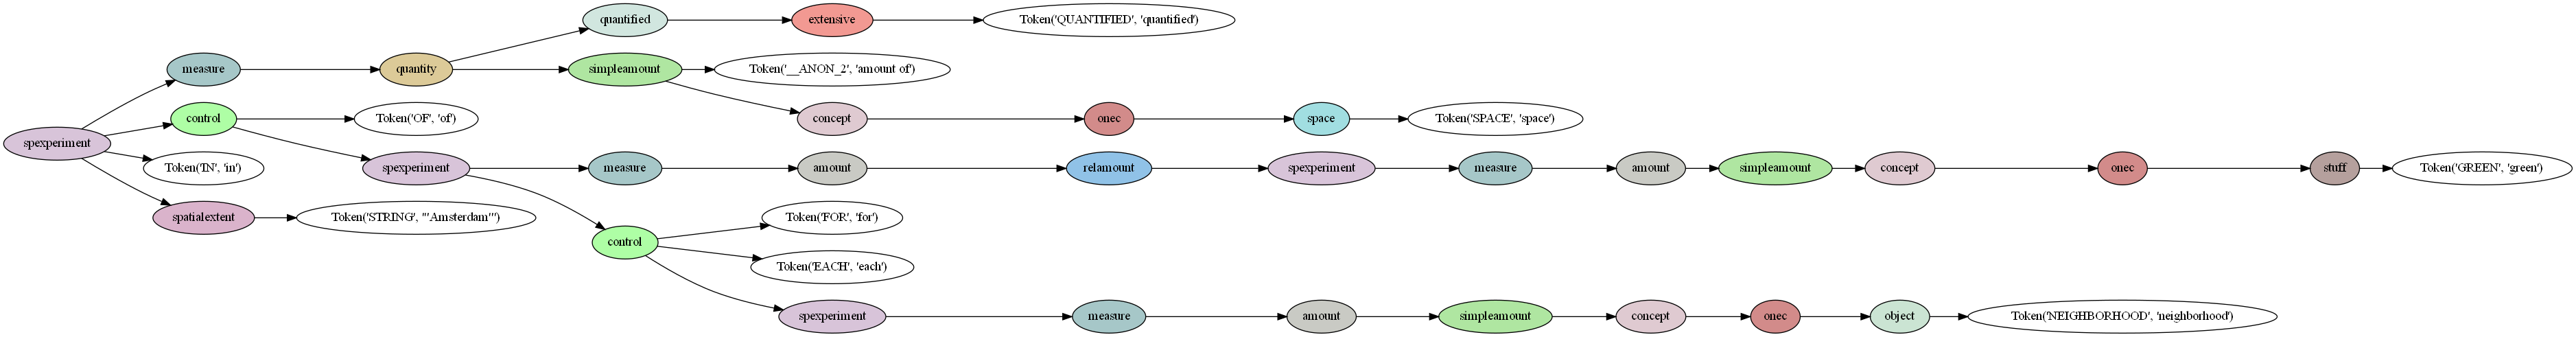 quantified extensive Token('QUANTIFIED', 'quantified')
measure quantity simpleamount Token('__ANON_2', 'amount of')
control Token('OF', 'of') concept onec space Token('SPACE', 'space')
spexperiment
Token('IN', 'in') spexperiment measure amount relamount spexperiment measure amount simpleamount concept onec stuff Token('GREEN', 'green')
spatialextent Token('STRING', "'Amsterdam'") Token('FOR', 'for')
control
Token('EACH', 'each')
spexperiment measure amount simpleamount concept onec object Token('NEIGHBORHOOD', 'neighborhood')